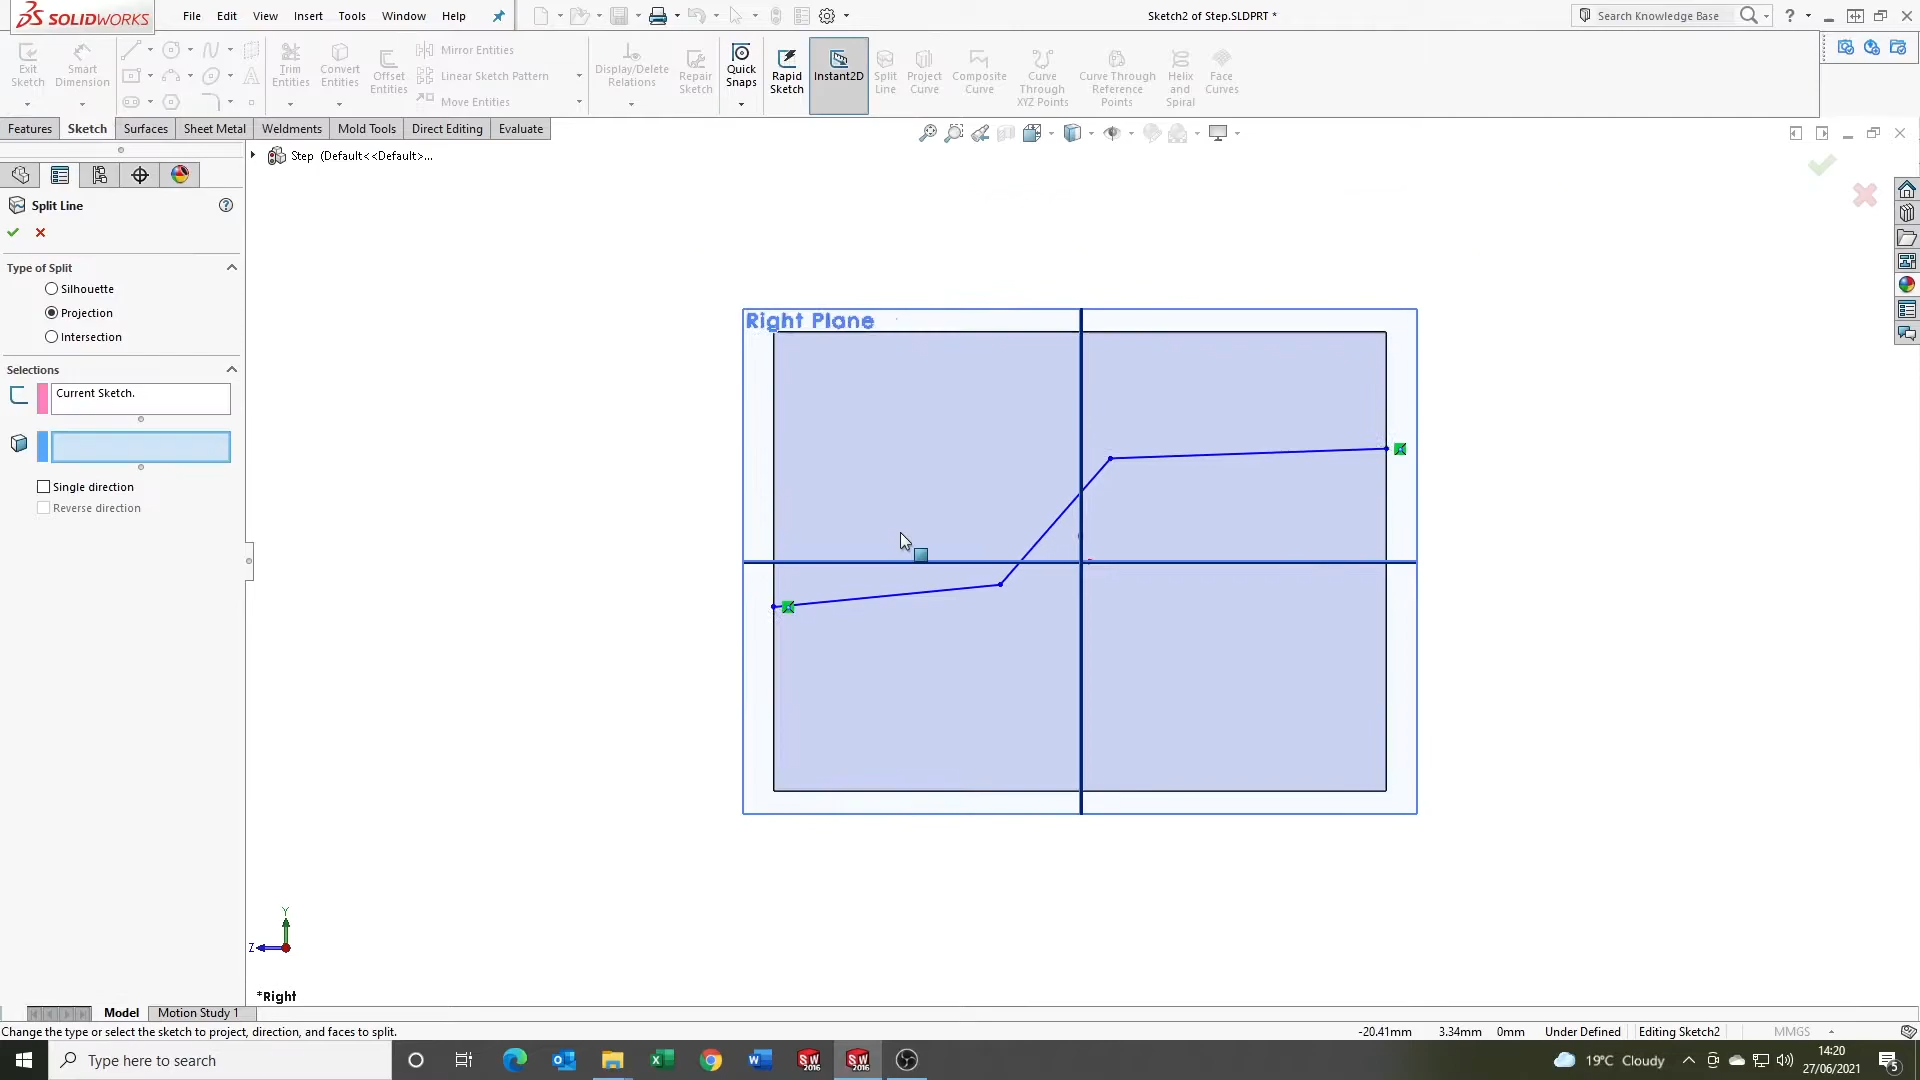 SOLIDWORKS
File Edit View Insert Tools Window Help
Sketch2 of Step.SLDPRT *
Search Knowledge Base
Exit Sketch
Smart Dimension
Trim Entities
Convert Entities
Offset Entities
Mirror Entities
Linear Sketch Pattern
Move Entities
Display/Delete Relations
Repair Sketch
Quick Snaps
Rapid Sketch
Instant2D
Split Line
Project Curve
Composite Curve
Curve Through XYZ Points
Curve Through Reference Points
Helix and Spiral
Face Curves
Features Sketch Surfaces Sheet Metal Weldments Mold Tools Direct Editing Evaluate
Step (Default<<Default>...
Split Line
Type of Split
Silhouette
Projection
Intersection
Selections
Current Sketch.
Single direction
Reverse direction
Right Plane
Y
Z
*Right
Model Motion Study 1
Change the type or select the sketch to project, direction, and faces to split.
-20.41mm 3.34mm 0mm Under Defined Editing Sketch2 MMGS
Type here to search
SW 2016
SW 2016
19°C Cloudy
14:20
27/06/2021
5